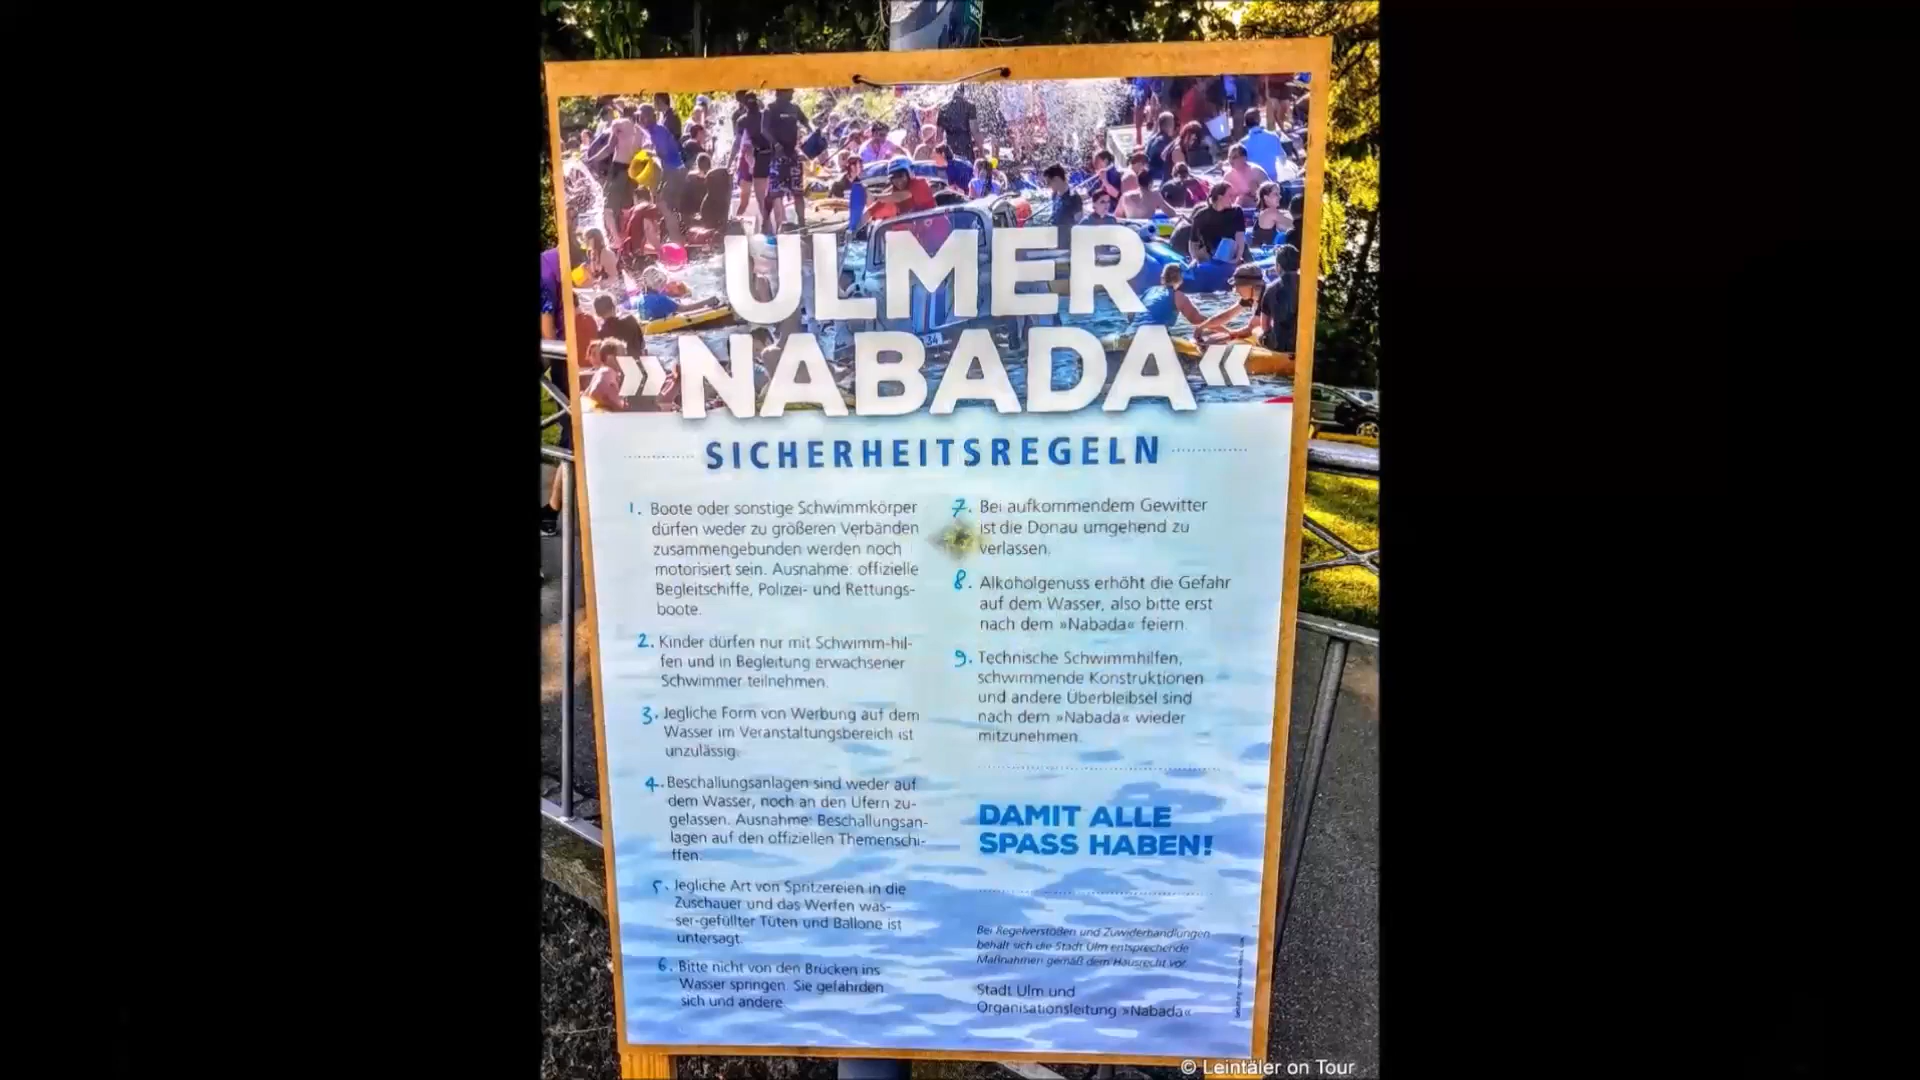 ULMER
»NABADA«
SICHERHEITSREGELN
1. Boote oder sonstige Schwimmkörper
dürfen weder zu größeren Verbänden
zusammengebunden werden noch
motorisiert sein. Ausnahme: offizielle
Begleitschiffe, Polizei- und Rettungs-
boote.
2. Kinder dürfen nur mit Schwimm-hil-
fen und in Begleitung erwachsener
Schwimmer teilnehmen.
3. Jegliche Form von Werbung auf dem
Wasser im Veranstaltungsbereich ist
unzulässig.
4. Beschallungsanlagen sind weder auf
dem Wasser, noch an den Ufern zu-
gelassen. Ausnahme: Beschallungsan-
lagen auf den offiziellen Themenschi-
ffen.
5. Jegliche Art von Spritzereien in die
Zuschauer und das Werfen was-
ser-gefüllter Tüten und Ballone ist
untersagt.
6. Bitte nicht von den Brücken ins
Wasser springen. Sie gefährden
sich und andere.
7. Bei aufkommendem Gewitter
ist die Donau umgehend zu
verlassen.
8. Alkoholgenuss erhöht die Gefahr
auf dem Wasser, also bitte erst
nach dem »Nabada« feiern.
9. Technische Schwimmhilfen,
schwimmende Konstruktionen
und andere Überbleibsel sind
nach dem »Nabada« wieder
mitzunehmen.
DAMIT ALLE
SPASS HABEN!
Bei Regelverstößen und Zuwiderhandlungen
behält sich die Stadt Ulm entsprechende
Maßnahmen gemäß dem Hausrecht vor.
Stadt Ulm und
Organisationsleitung »Nabada«
34
© Leintäler on Tour